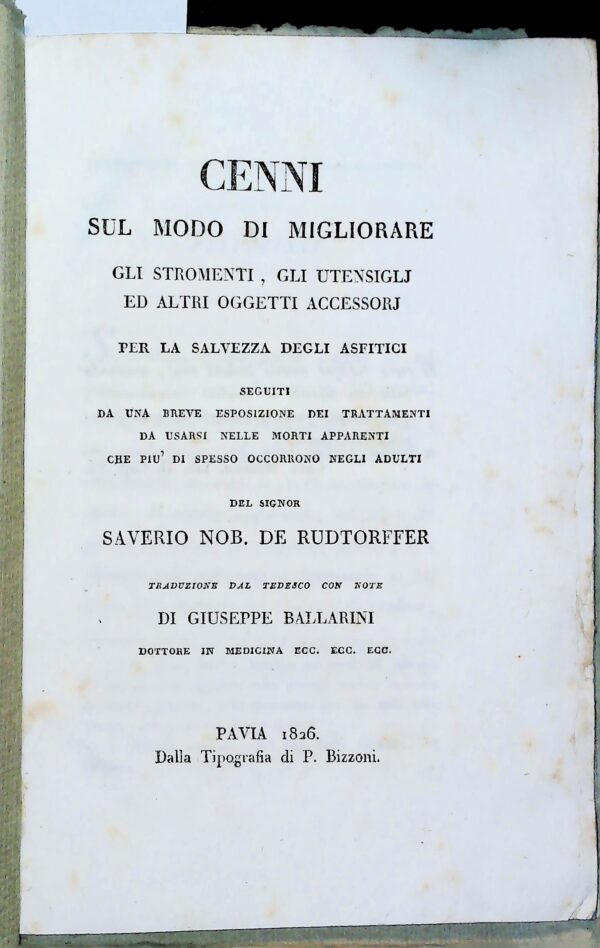 CENNI
SUL MODO DI MIGLIORARE
GLI STROMENTI, GLI UTENSIGLJ
ED ALTRI OGGETTI ACCESSORJ
PER LA SALVEZZA DEGLI ASFITICI
SEGUITI
DA UNA BREVE ESPOSIZIONE DEI TRATTAMENTI
DA USARSI NELLE MORTI APPARENTI
CHE PIU' DI SPESSO OCCORRONO NEGLI ADULTI
DEL SIGNOR
SAVERIO NOB. DE RUDTORFFER
TRADUZIONE DAL TEDESCO CON NOTE
DI GIUSEPPE BALLARINI
DOTTORE IN MEDICINA ECC. ECC. ECC.
PAVIA 1826.
Dalla Tipografia di P. Bizzoni.